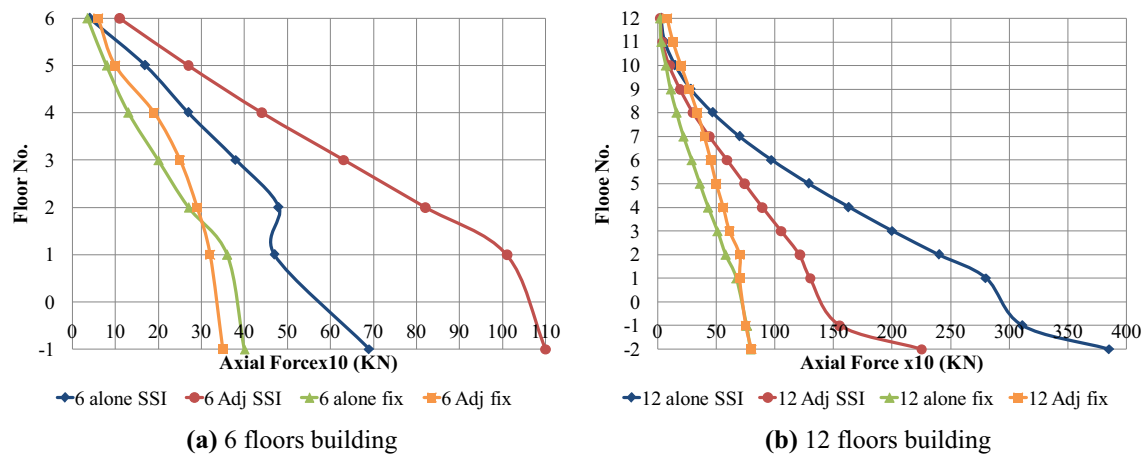 6
5
4
3
2
1
0
-1
Floor No.
0 10 20 30 40 50 60 70 80 90 100 110
Axial Forcex10 (KN)
6 alone SSI 6 Adj SSI 6 alone fix 6 Adj fix
(a) 6 floors building
12
11
10
9
8
7
6
5
4
3
2
1
0
-1
-2
Flooe No.
0 50 100 150 200 250 300 350 400
Axial Force x10 (KN)
12 alone SSI 12 Adj SSI 12 alone fix 12 Adj fix
(b) 12 floors building